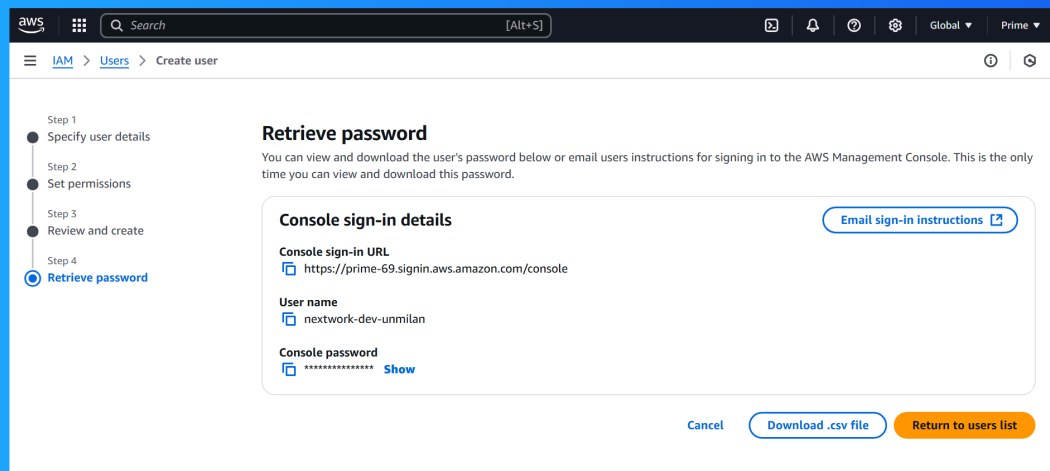 aws
Search [Alt+S]
Global ▼
Prime ▼
IAM > Users > Create user
Step 1
Specify user details
Step 2
Set permissions
Step 3
Review and create
Step 4
Retrieve password
Retrieve password
You can view and download the user's password below or email users instructions for signing in to the AWS Management Console. This is the only
time you can view and download this password.
Console sign-in details
Email sign-in instructions
Console sign-in URL
https://prime-69.signin.aws.amazon.com/console
User name
nextwork-dev-unmilan
Console password
*************** Show
Cancel
Download .csv file
Return to users list